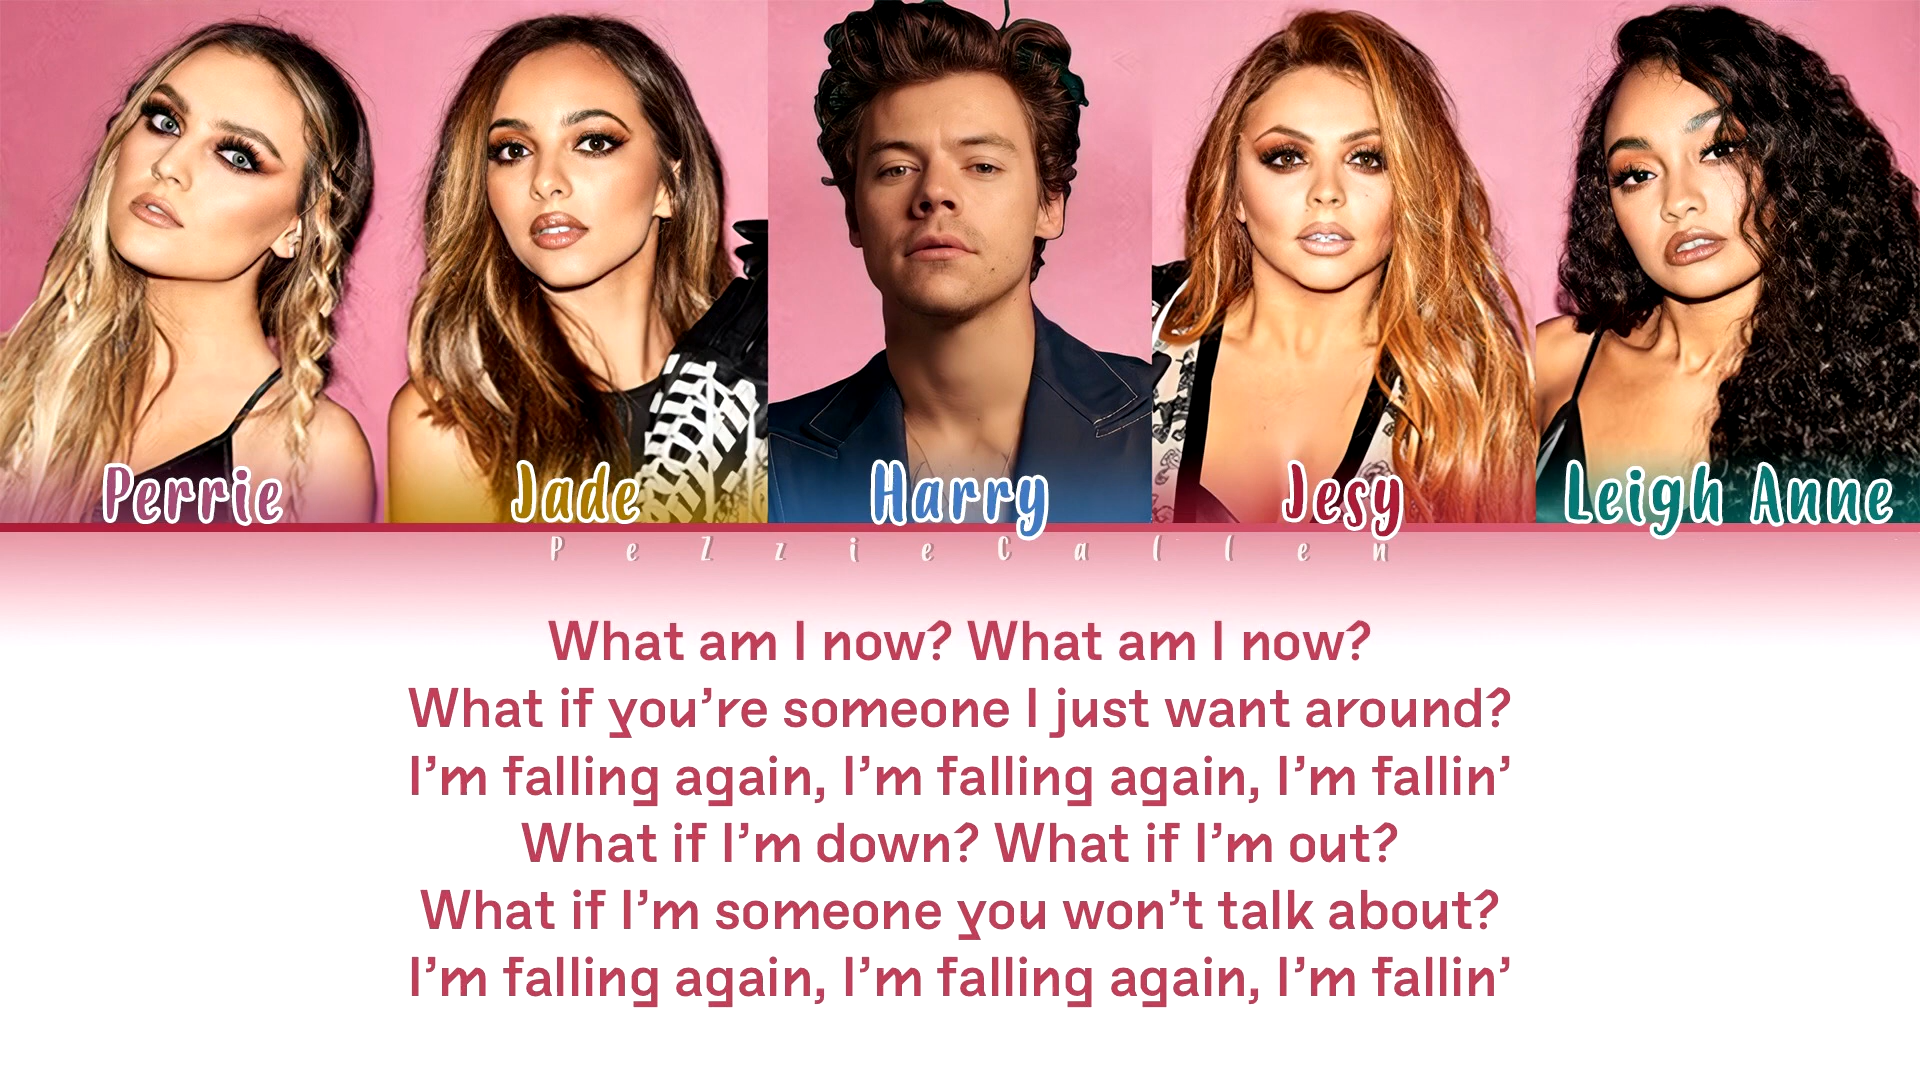 Perrie Jade Harry Jesy Leigh Anne
PeZzieCallen
What am I now? What am I now?
What if you’re someone I just want around?
I’m falling again, I’m falling again, I’m fallin’
What if I’m down? What if I’m out?
What if I’m someone you won’t talk about?
I’m falling again, I’m falling again, I’m fallin’